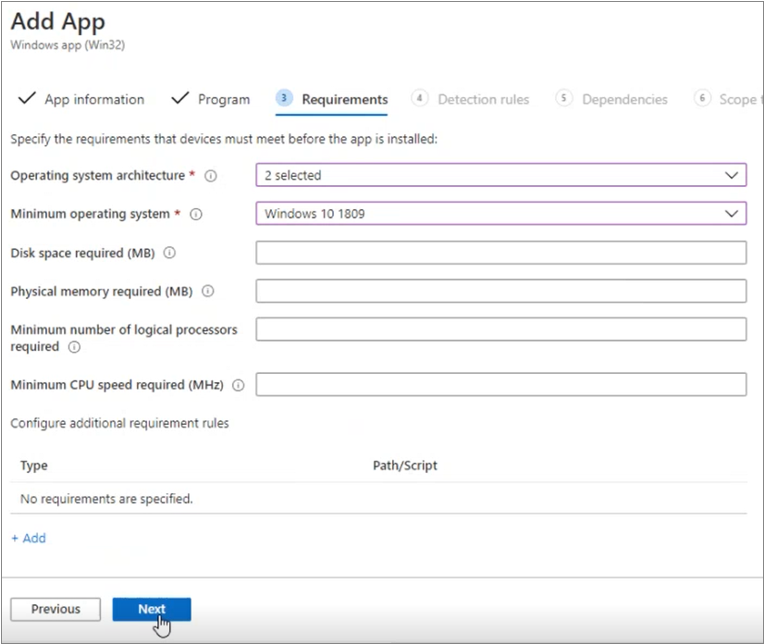 Add App
Windows app (Win32)
App information
Program
3 Requirements
4 Detection rules
5 Dependencies
6 Scope
Specify the requirements that devices must meet before the app is installed:
Operating system architecture *
2 selected
Minimum operating system *
Windows 10 1809
Disk space required (MB)
Physical memory required (MB)
Minimum number of logical processors
required
Minimum CPU speed required (MHz)
Configure additional requirement rules
Type Path/Script
No requirements are specified.
+ Add
Previous Next